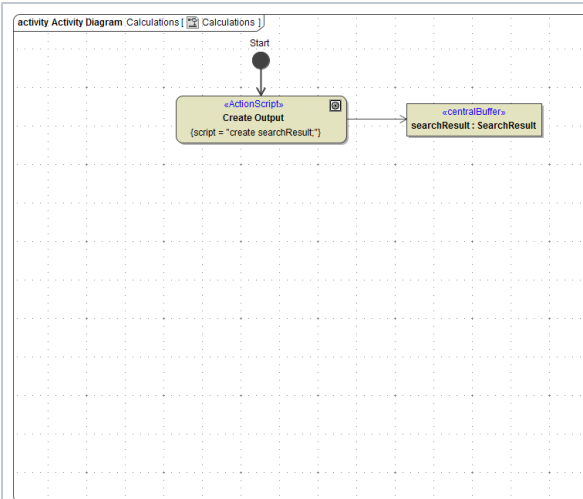 activity Activity Diagram Calculations [ Calculations ]
Start
«ActionScript»
Create Output
{script = "create searchResult;"}
«centralBuffer»
searchResult : SearchResult